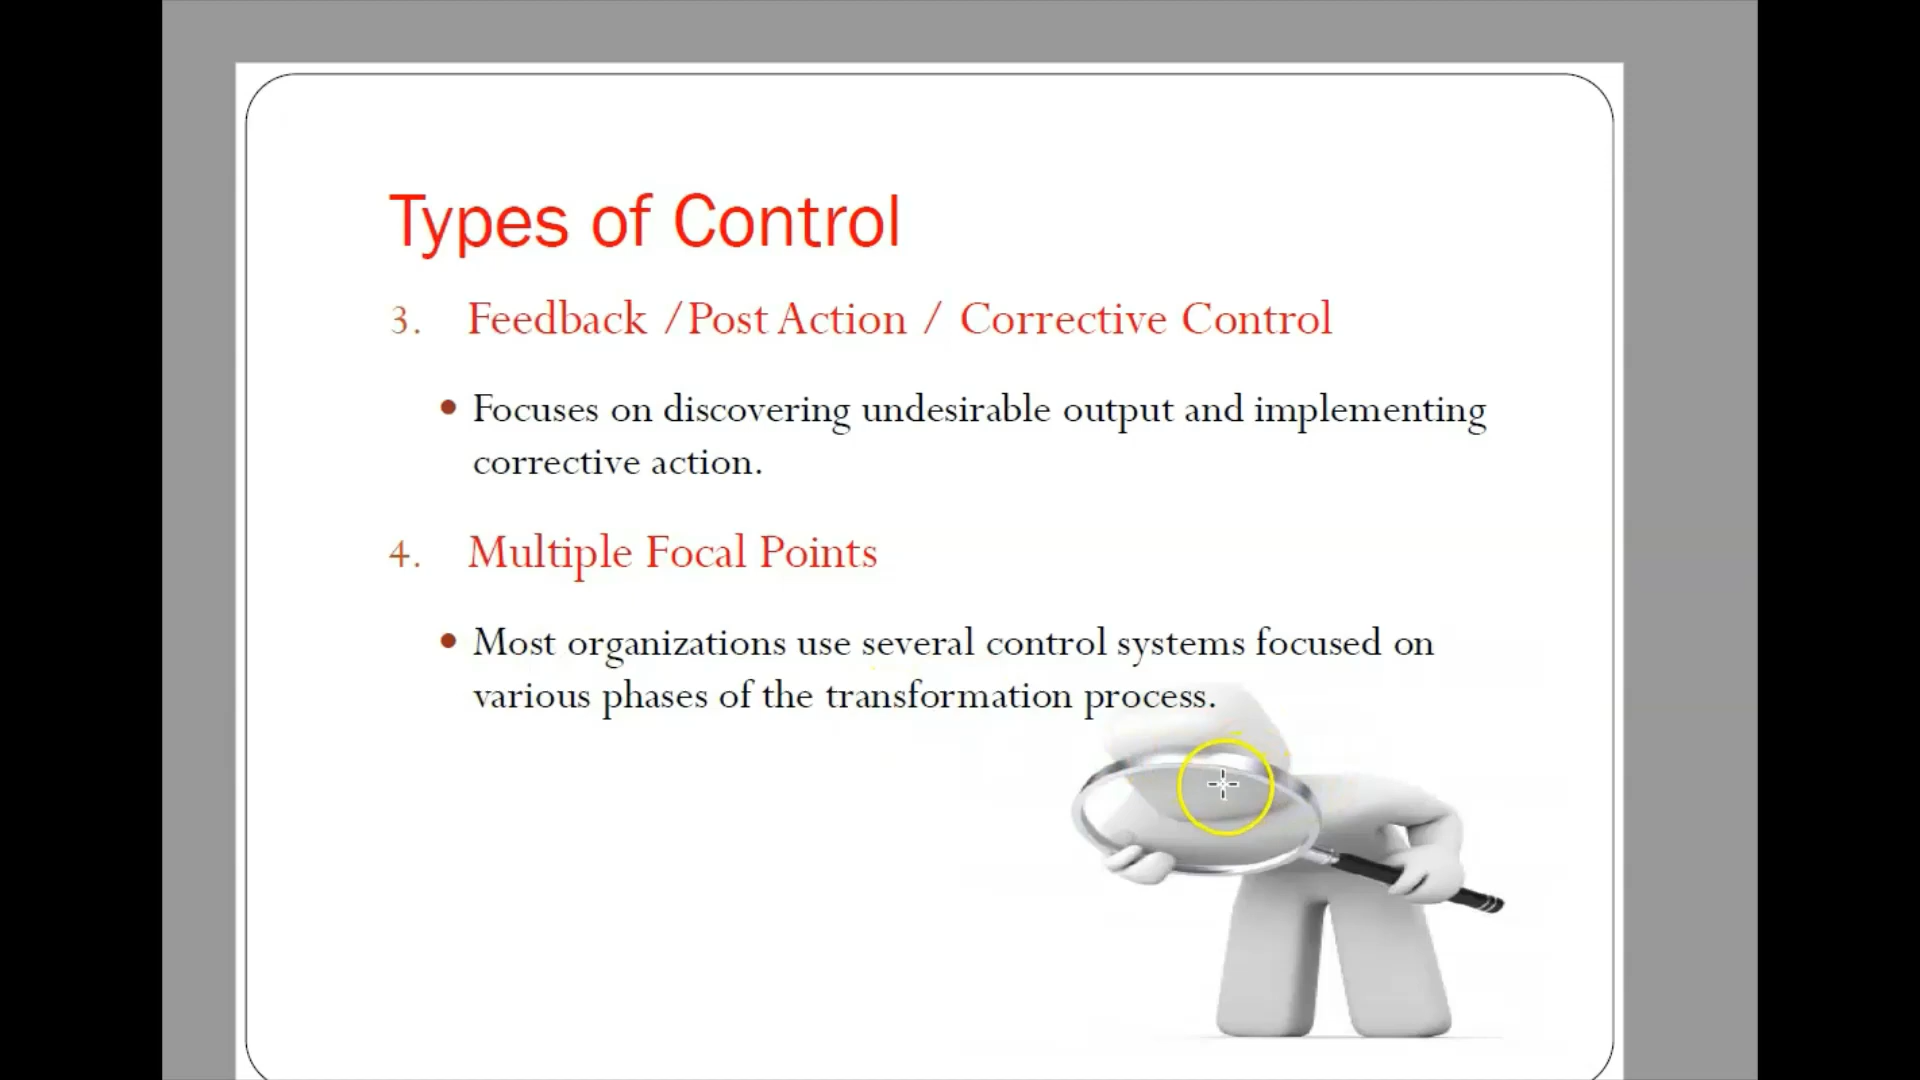 Types of Control
3. Feedback /Post Action / Corrective Control
• Focuses on discovering undesirable output and implementing
corrective action.
4. Multiple Focal Points
• Most organizations use several control systems focused on
various phases of the transformation process.